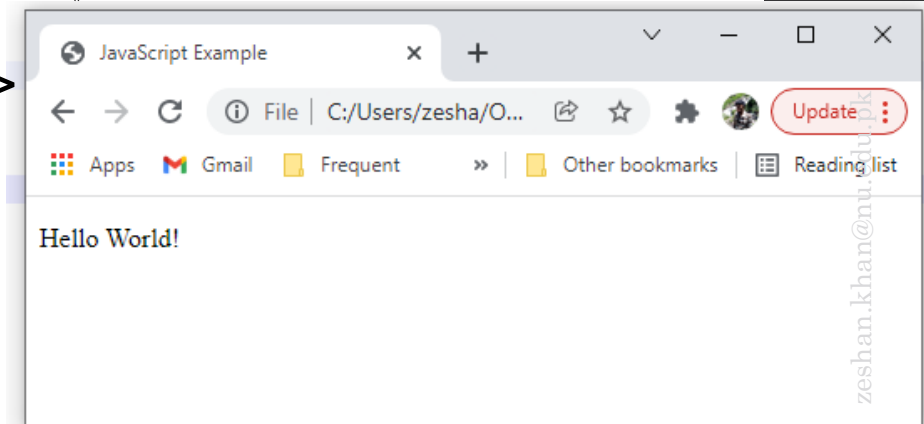 JavaScript Example
>
File C:/Users/zesha/O...
Update
Apps Gmail Frequent » Other bookmarks Reading list
Hello World!
zeshan.khan@nu.edu.pk